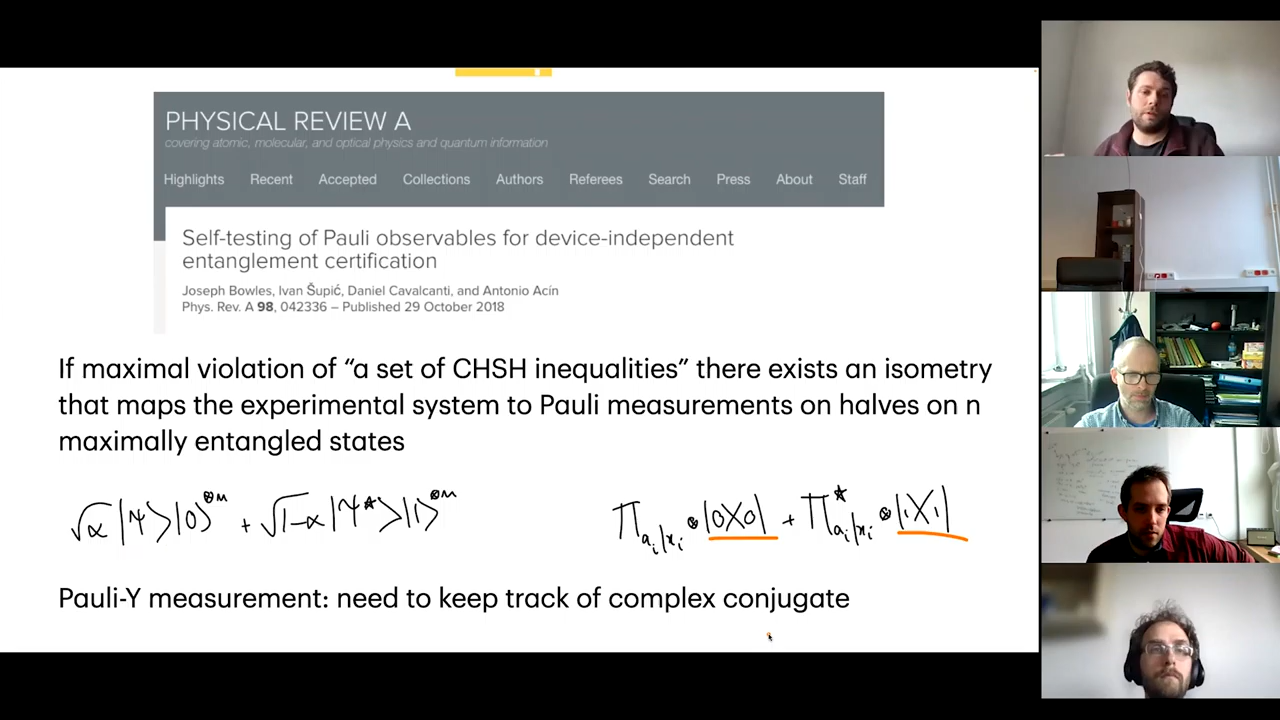 PHYSICAL REVIEW A
covering atomic, molecular, and optical physics and quantum information
Highlights Recent Accepted Collections Authors Referees Search Press About Staff
Self-testing of Pauli observables for device-independent
entanglement certification
Joseph Bowles, Ivan Šupić, Daniel Cavalcanti, and Antonio Acín
Phys. Rev. A 98, 042336 – Published 29 October 2018
If maximal violation of “a set of CHSH inequalities” there exists an isometry
that maps the experimental system to Pauli measurements on halves on n
maximally entangled states
√α |ψ> |0>^⊗n + √1-α |ψ*> |1>^⊗n Π_{a_i|x_i} ⊗ |0X0| + Π*_{a_i|x_i} ⊗ |1X1|
Pauli-Y measurement: need to keep track of complex conjugate